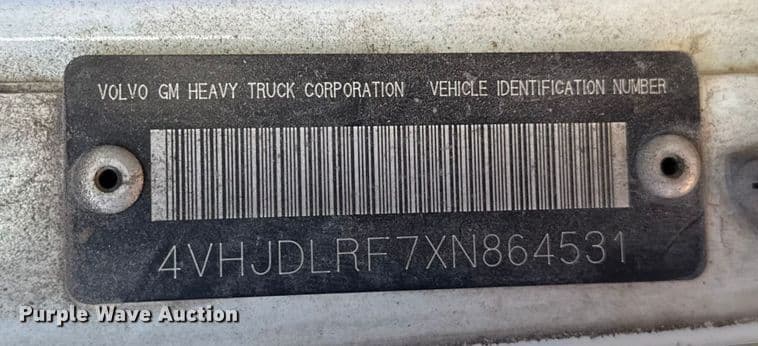 VOLVO GM HEAVY TRUCK CORPORATION VEHICLE IDENTIFICATION NUMBER
4VHJDLRF7XN864531
Purple Wave Auction